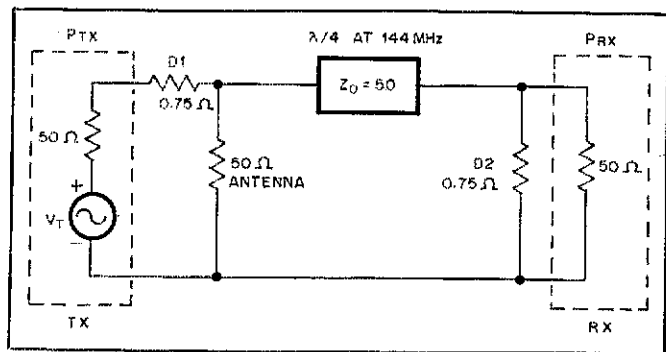 λ/4 AT 144 MHz
PTX
PRX
D1
0.75 Ω
Z0 = 50
50 Ω
50 Ω
ANTENNA
D2
0.75 Ω
50 Ω
+
VT
–
TX
RX